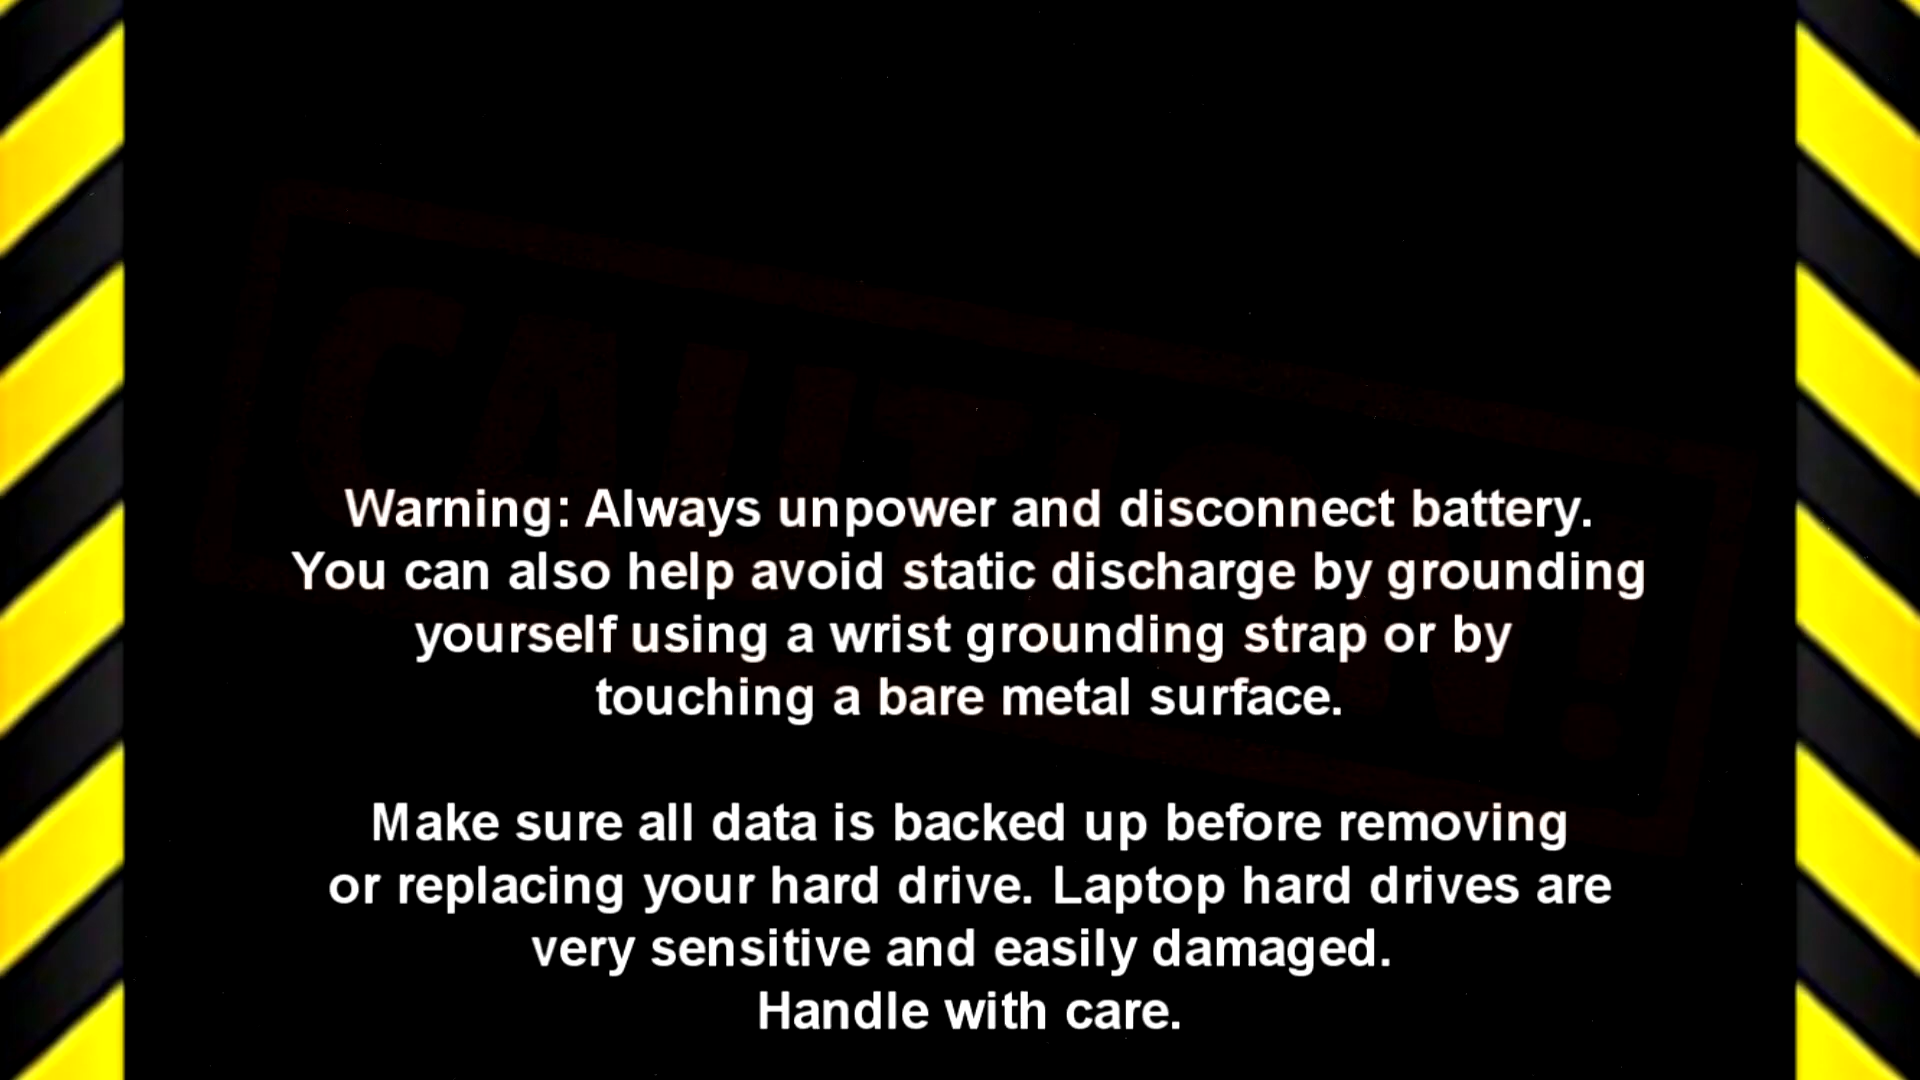 CAUTION!
Warning: Always unpower and disconnect battery.
You can also help avoid static discharge by grounding
yourself using a wrist grounding strap or by
touching a bare metal surface.
Make sure all data is backed up before removing
or replacing your hard drive. Laptop hard drives are
very sensitive and easily damaged.
Handle with care.